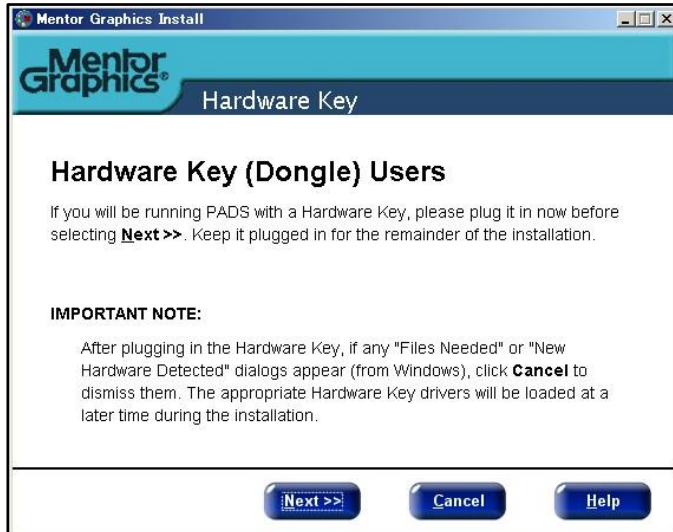 Mentor Graphics Install
Mentor
Graphics®
Hardware Key
Hardware Key (Dongle) Users
If you will be running PADS with a Hardware Key, please plug it in now before
selecting Next >>. Keep it plugged in for the remainder of the installation.
IMPORTANT NOTE:
After plugging in the Hardware Key, if any "Files Needed" or "New
Hardware Detected" dialogs appear (from Windows), click Cancel to
dismiss them. The appropriate Hardware Key drivers will be loaded at a
later time during the installation.
Next >> Cancel Help